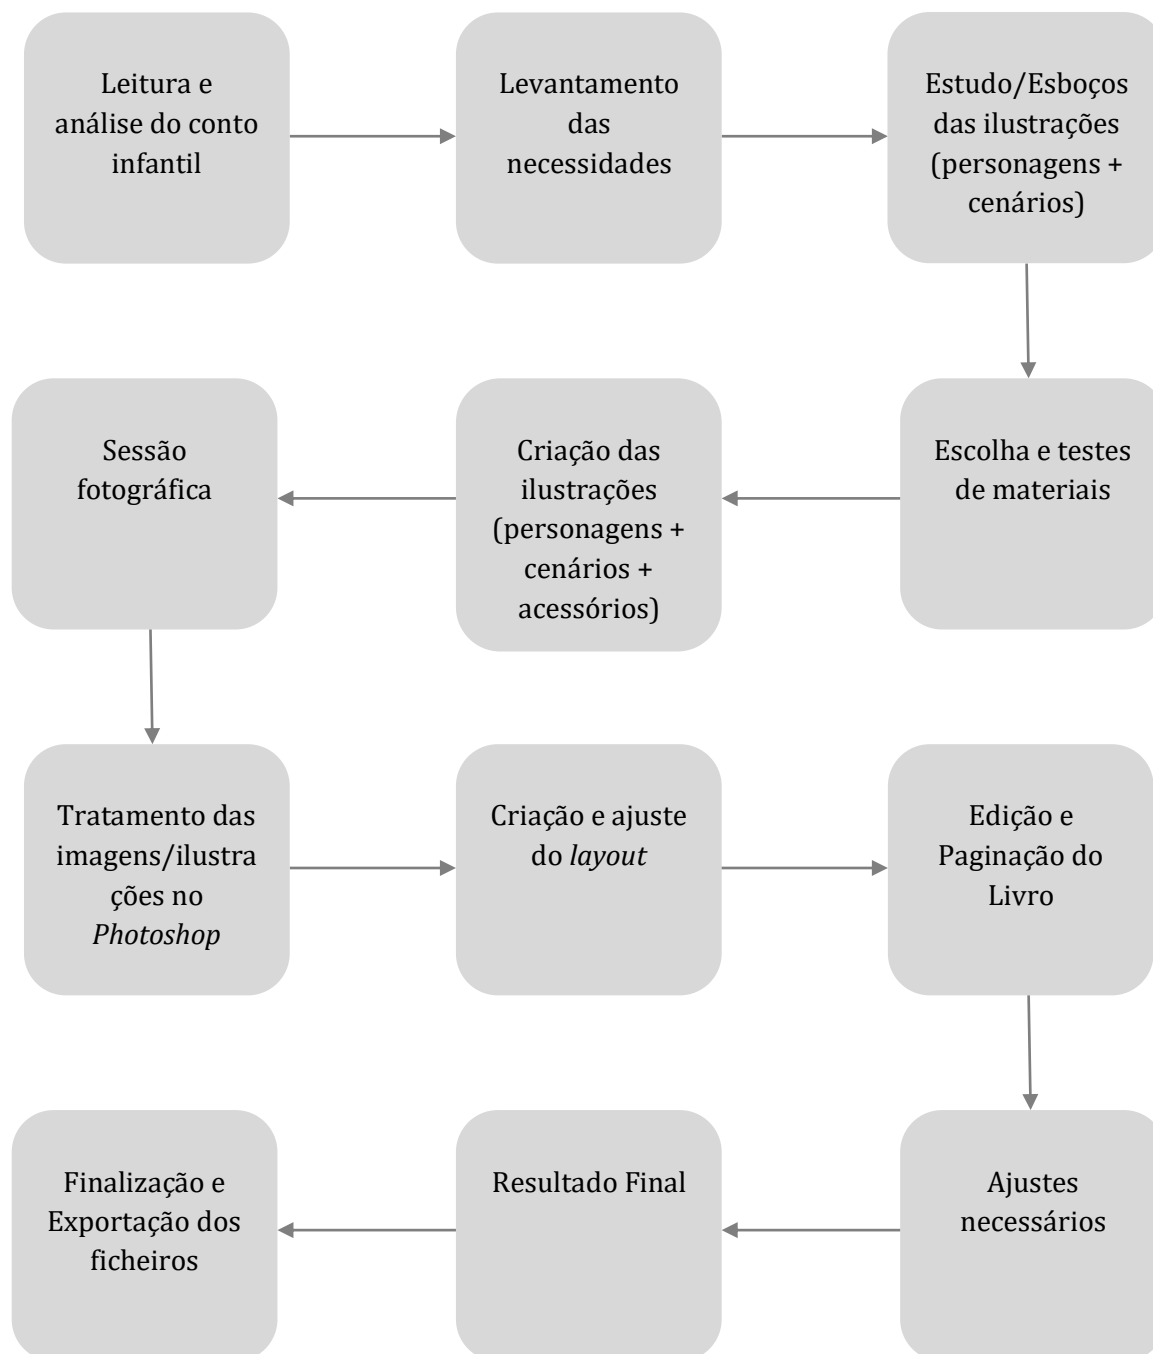 Leitura e
análise do conto
infantil
Levantamento
das
necessidades
Estudo/Esboços
das ilustrações
(personagens +
cenários)
Escolha e testes
de materiais
Criação das
ilustrações
(personagens +
cenários +
acessórios)
Sessão
fotográfica
Tratamento das
imagens/ilustra
ções no
Photoshop
Criação e ajuste
do layout
Edição e
Paginação do
Livro
Ajustes
necessários
Resultado Final
Finalização e
Exportação dos
ficheiros